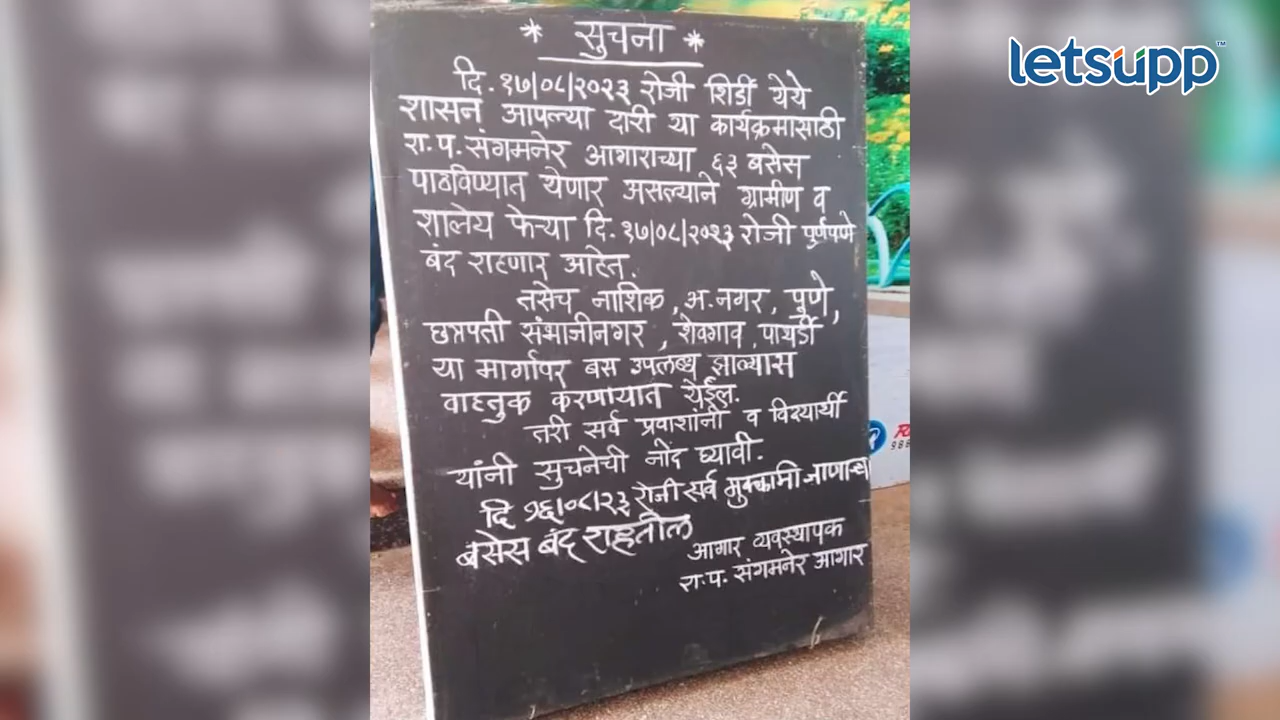 letsupp™
* सुचना *
दि. १७/०८/२०२३ रोजी शिर्डी येथे
शासन आपल्या दारी या कार्यक्रमासाठी
रा.प. संगमनेर आगाराच्या ६३ बसेस
पाठविण्यात येणार असल्याने ग्रामीण व
शालेय फेऱ्या दि. १७/०८/२०२३ रोजी पुर्णपणे
बंद राहणार आहेत.
तसेच नाशिक, अ.नगर, पूणे,
छत्रपती संभाजीनगर, शेवगाव, पाथर्डी
या मार्गावर बस उपलब्ध झाल्यास
वाहतुक करणायात येईल.
तरी सर्व प्रवाशांनी व विद्यार्थी
यांनी सुचनेची नोंद घ्यावी.
दि १६/०८/२३ रोजी सर्व मुक्कामी जाणाऱ्या
बसेस बंद राहतील
आगार व्यवस्थापक
रा.प. संगमनेर आगार